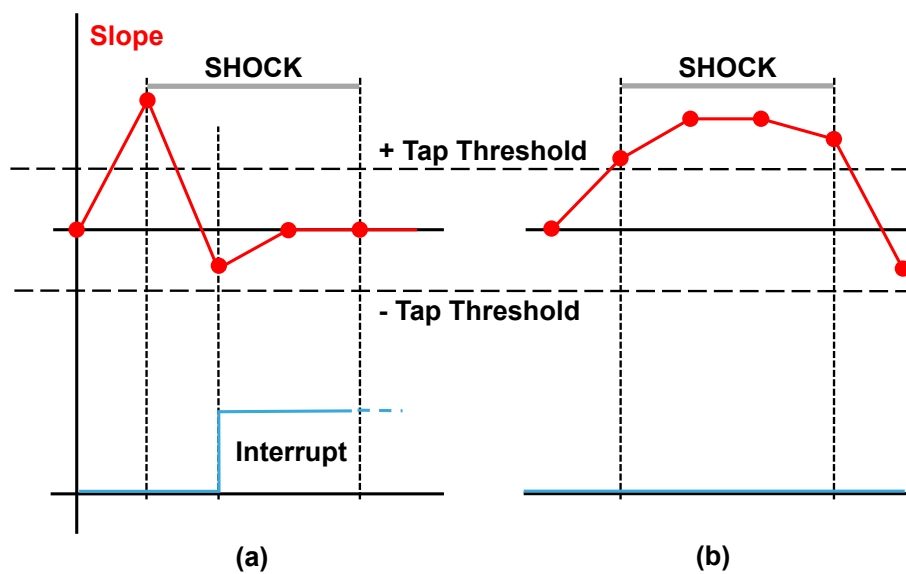 Slope
SHOCK
SHOCK
+ Tap Threshold
- Tap Threshold
Interrupt
(a)
(b)